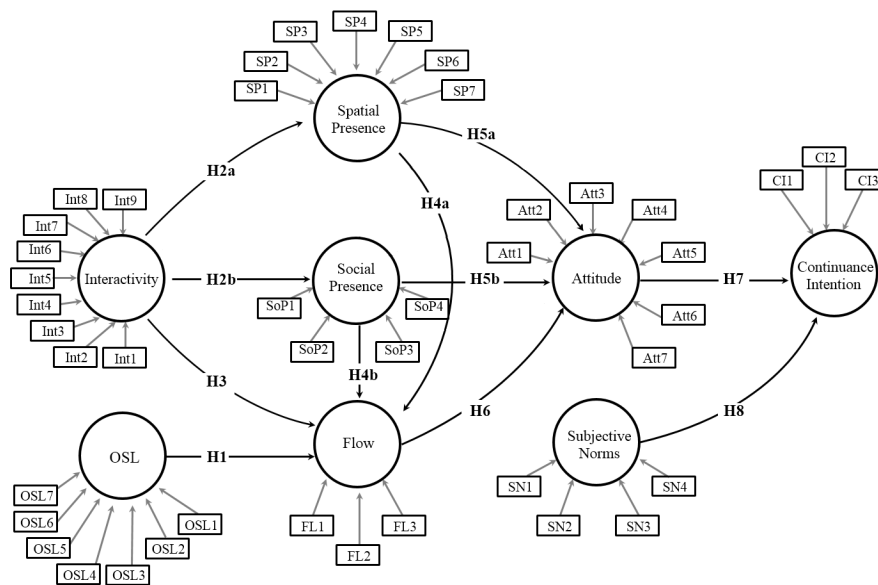 SP4
SP3
SP5
SP2
SP6
SP1
SP7
Spatial
Presence
H5a
H2a
CI2
CI1
CI3
Int8
Int9
Att3
Att2
Att4
H4a
Int7
Int6
Att1
Att5
Int5
Interactivity
H2b
Social
Presence
H5b
Attitude
H7
Continuance
Intention
Int4
SoP1
SoP4
Int3
Att6
Int2
Int1
SoP2
SoP3
Att7
H3
H4b
H6
H8
OSL
H1
Flow
Subjective
Norms
OSL7
SN1
SN4
OSL6
OSL1
FL1
FL3
SN2
SN3
OSL5
OSL2
FL2
OSL4
OSL3